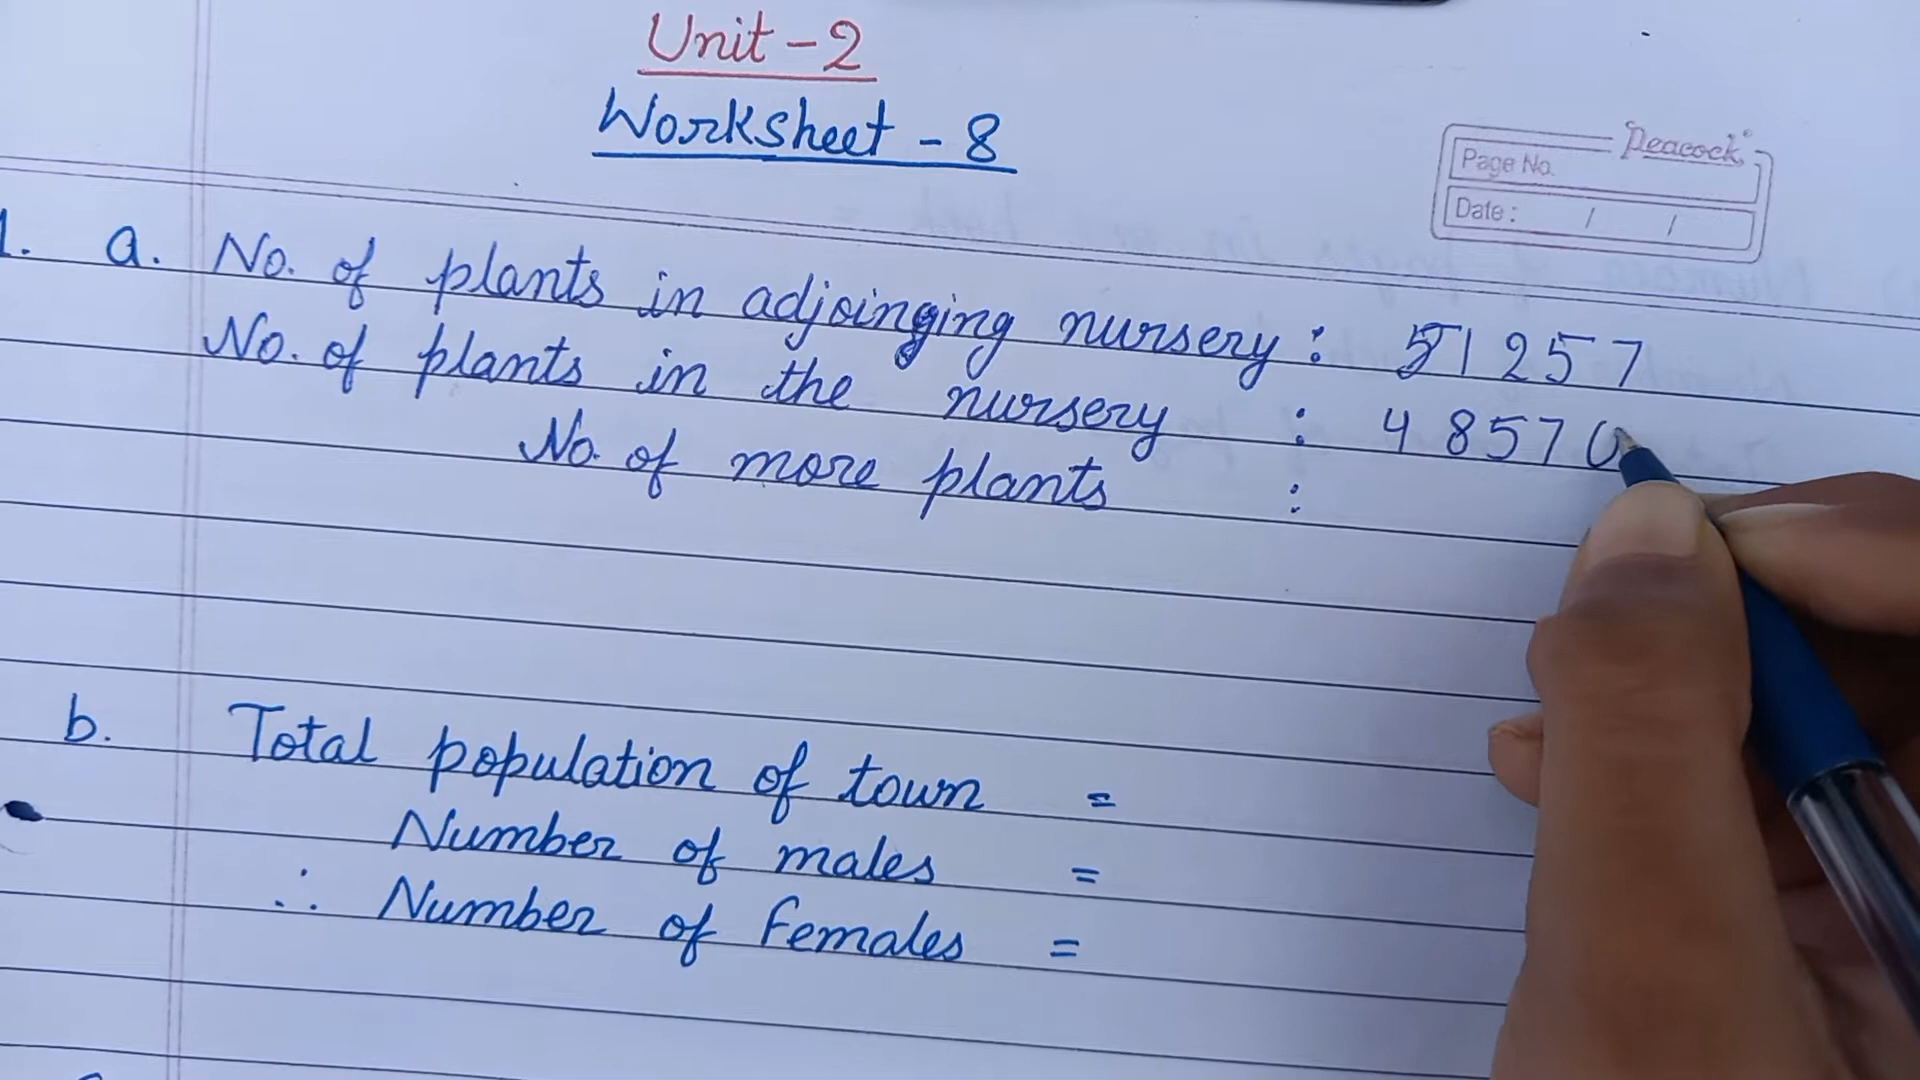 Unit - 2
Worksheet - 8
Peacock
Page No.
Date: / /
1. a. No. of plants in adjoinging nursery : 51257
No. of plants in the nursery : 48570
No. of more plants :
b. Total population of town =
Number of males =
∴ Number of Females =